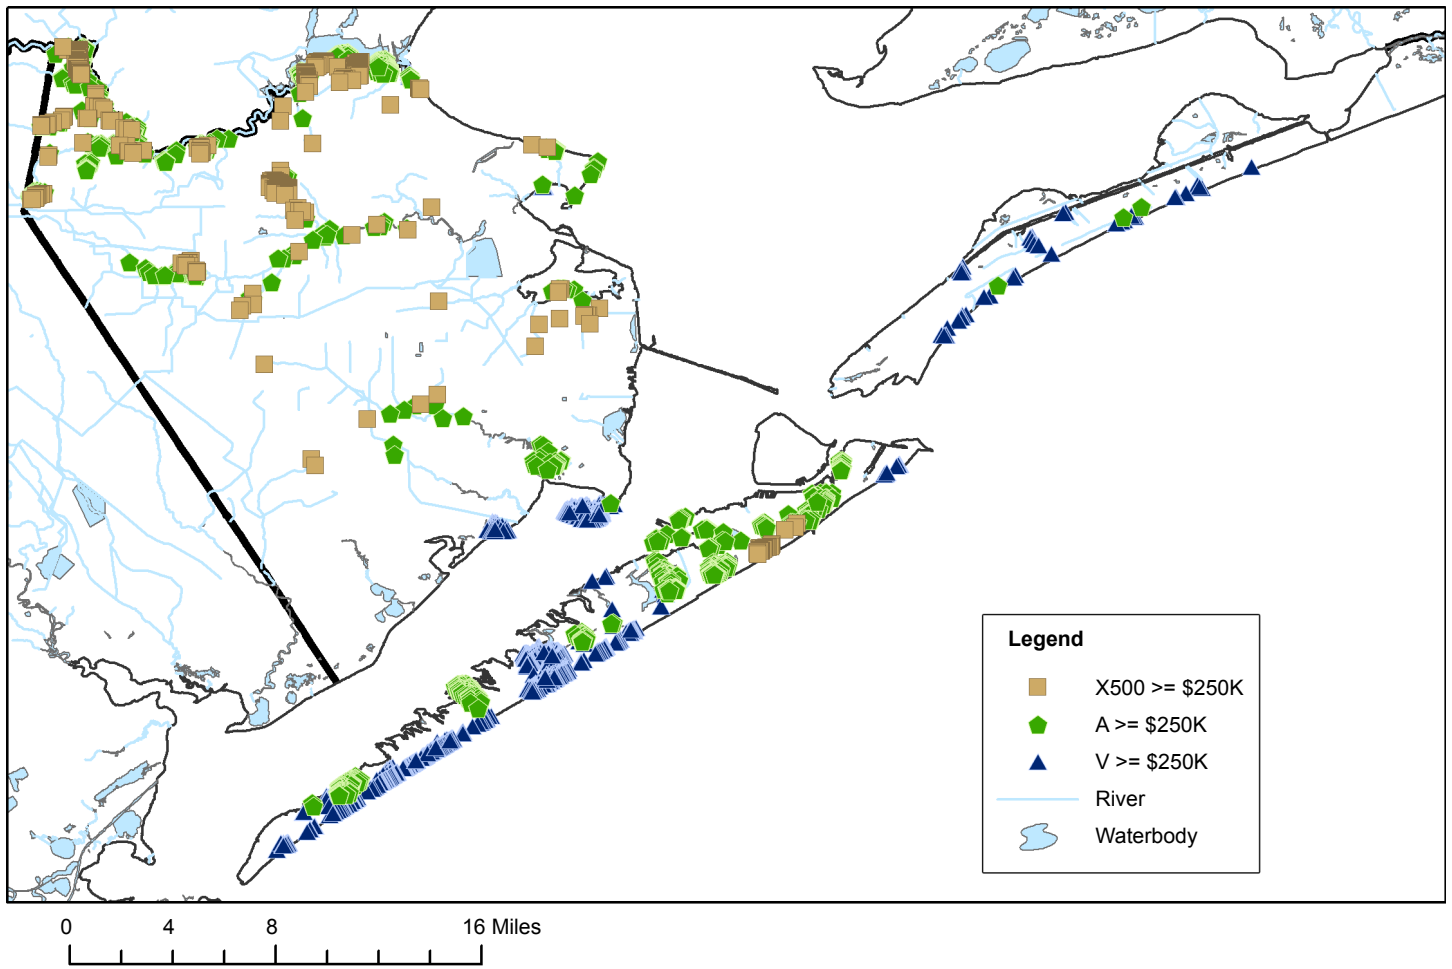 Legend
X500 >= $250K
A >= $250K
V >= $250K
River
Waterbody
0 4 8 16 Miles